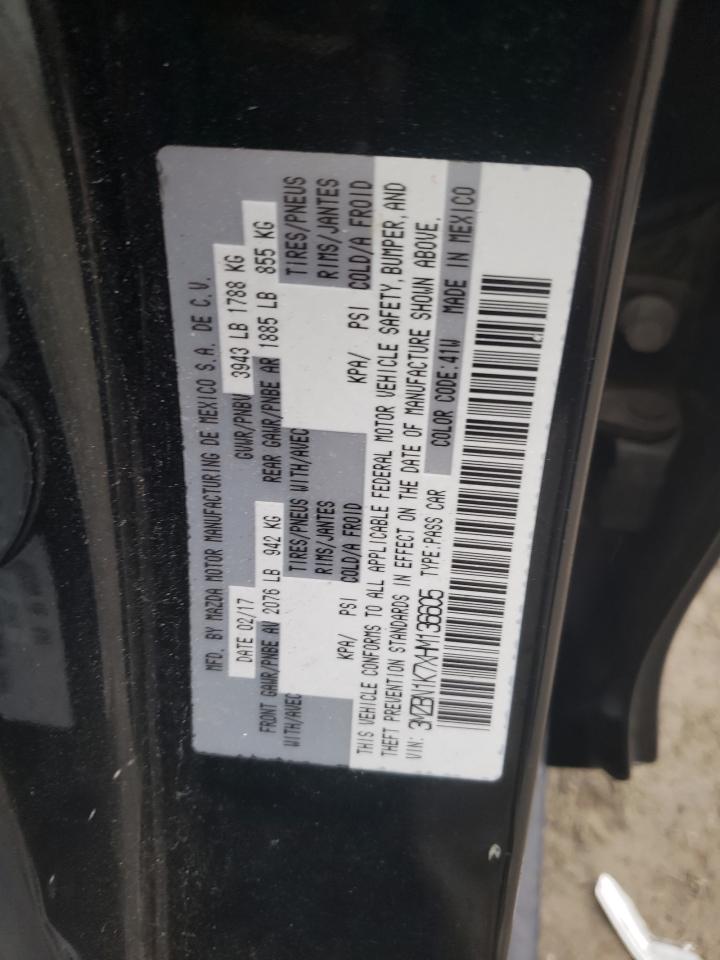 MFD. BY MAZDA MOTOR MANUFACTURING DE MEXICO S.A. DE C.V.
DATE 02/17 GVWR/PNBV 3943 LB 1788 KG
FRONT GAWR/PNBE AV 2076 LB 942 KG REAR GAWR/PNBE AR 1885 LB 855 KG
WITH/AVEC TIRES/PNEUS WITH/AVEC TIRES/PNEUS
RIMS/JANTES RIMS/JANTES
KPA/ PSI COLD/A FROID KPA/ PSI COLD/A FROID
THIS VEHICLE CONFORMS TO ALL APPLICABLE FEDERAL MOTOR VEHICLE SAFETY, BUMPER, AND
THEFT PREVENTION STANDARDS IN EFFECT ON THE DATE OF MANUFACTURE SHOWN ABOVE.
VIN: 3MZBN1K7XHM136605 TYPE:PASS CAR COLOR CODE:41W MADE IN MEXICO